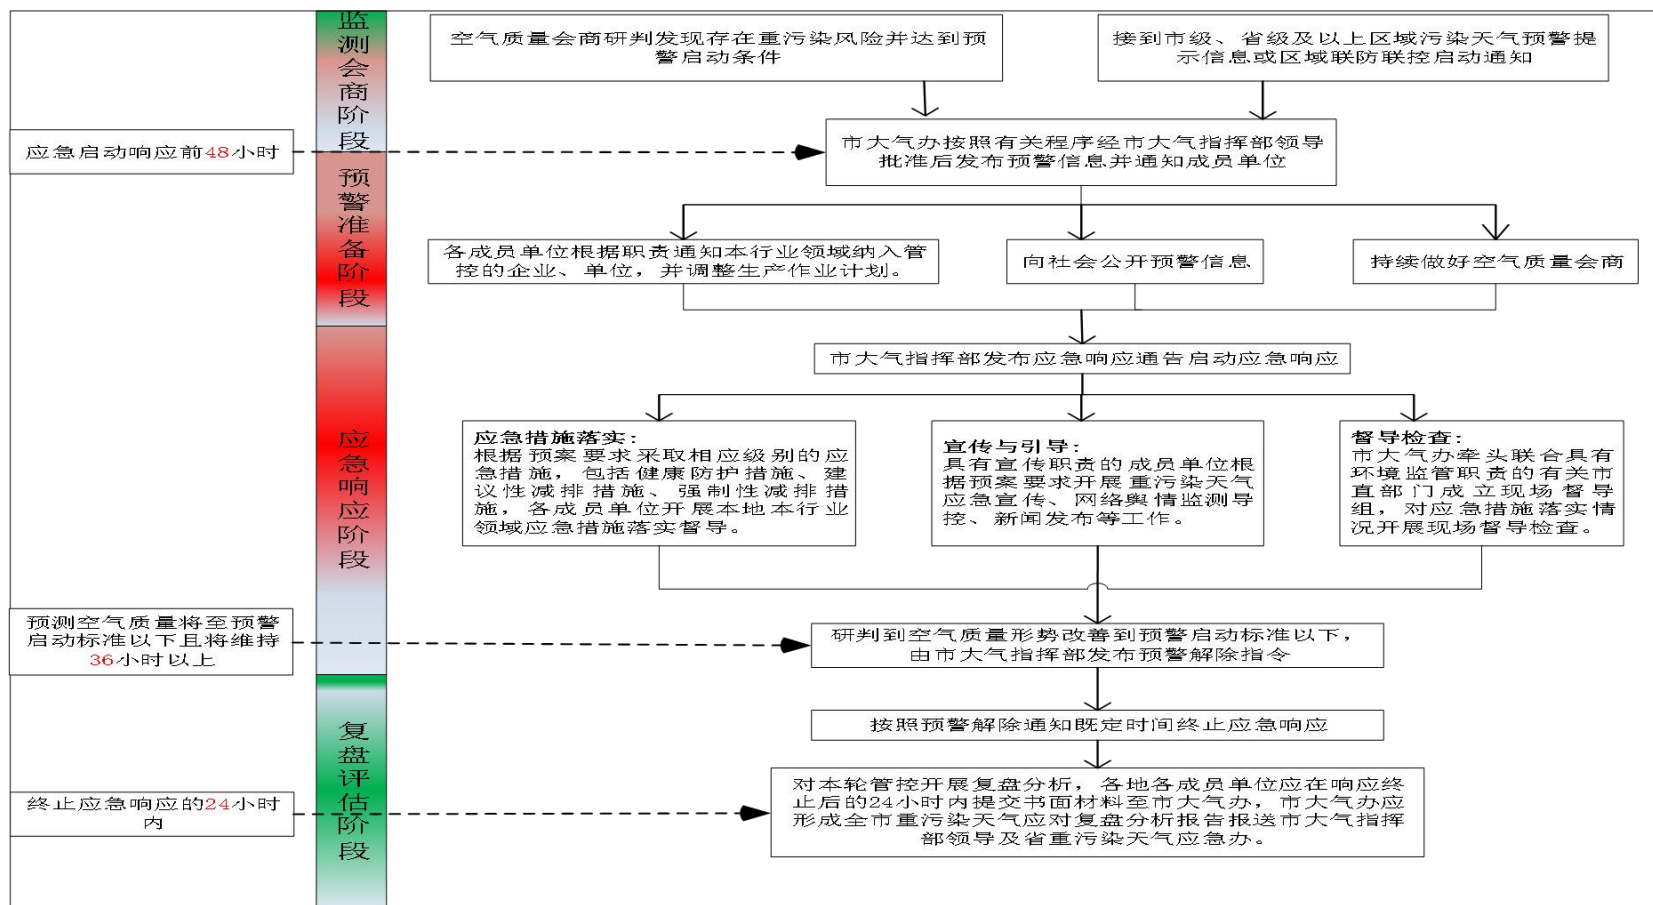 监测会商阶段
空气质量会商研判发现存在重污染风险并达到预
警启动条件
接到市级、省级及以上区域污染天气预警提
示信息或区域联防联控启动通知
应急启动响应前48小时
市大气办按照有关程序经市大气指挥部领导
批准后发布预警信息并通知成员单位
预警准备阶段
各成员单位根据职责通知本行业领域纳入管
控的企业、单位，并调整生产作业计划。
向社会公开预警信息
持续做好空气质量会商
市大气指挥部发布应急响应通告启动应急响应
应急响应阶段
应急措施落实：
根据预案要求采取相应级别的应
急措施，包括健康防护措施、建
议性减排措施、强制性减排措
施，各成员单位开展本地本行业
领域应急措施落实督导。
宣传与引导：
具有宣传职责的成员单位根
据预案要求开展重污染天气
应急宣传、网络舆情监测导
控、新闻发布等工作。
督导检查：
市大气办牵头联合具有
环境监管职责的有关市
直部门成立现场督导
组，对应急措施落实情
况开展现场督导检查。
预测空气质量将至预警
启动标准以下且将维持
36小时以上
研判到空气质量形势改善到预警启动标准以下，
由市大气指挥部发布预警解除指令
复盘评估阶段
按照预警解除通知既定时间终止应急响应
终止应急响应的24小时
内
对本轮管控开展复盘分析，各地各成员单位应在响应终
止后的24小时内提交书面材料至市大气办，市大气办应
形成全市重污染天气应对复盘分析报告报送市大气指挥
部领导及省重污染天气应急办。